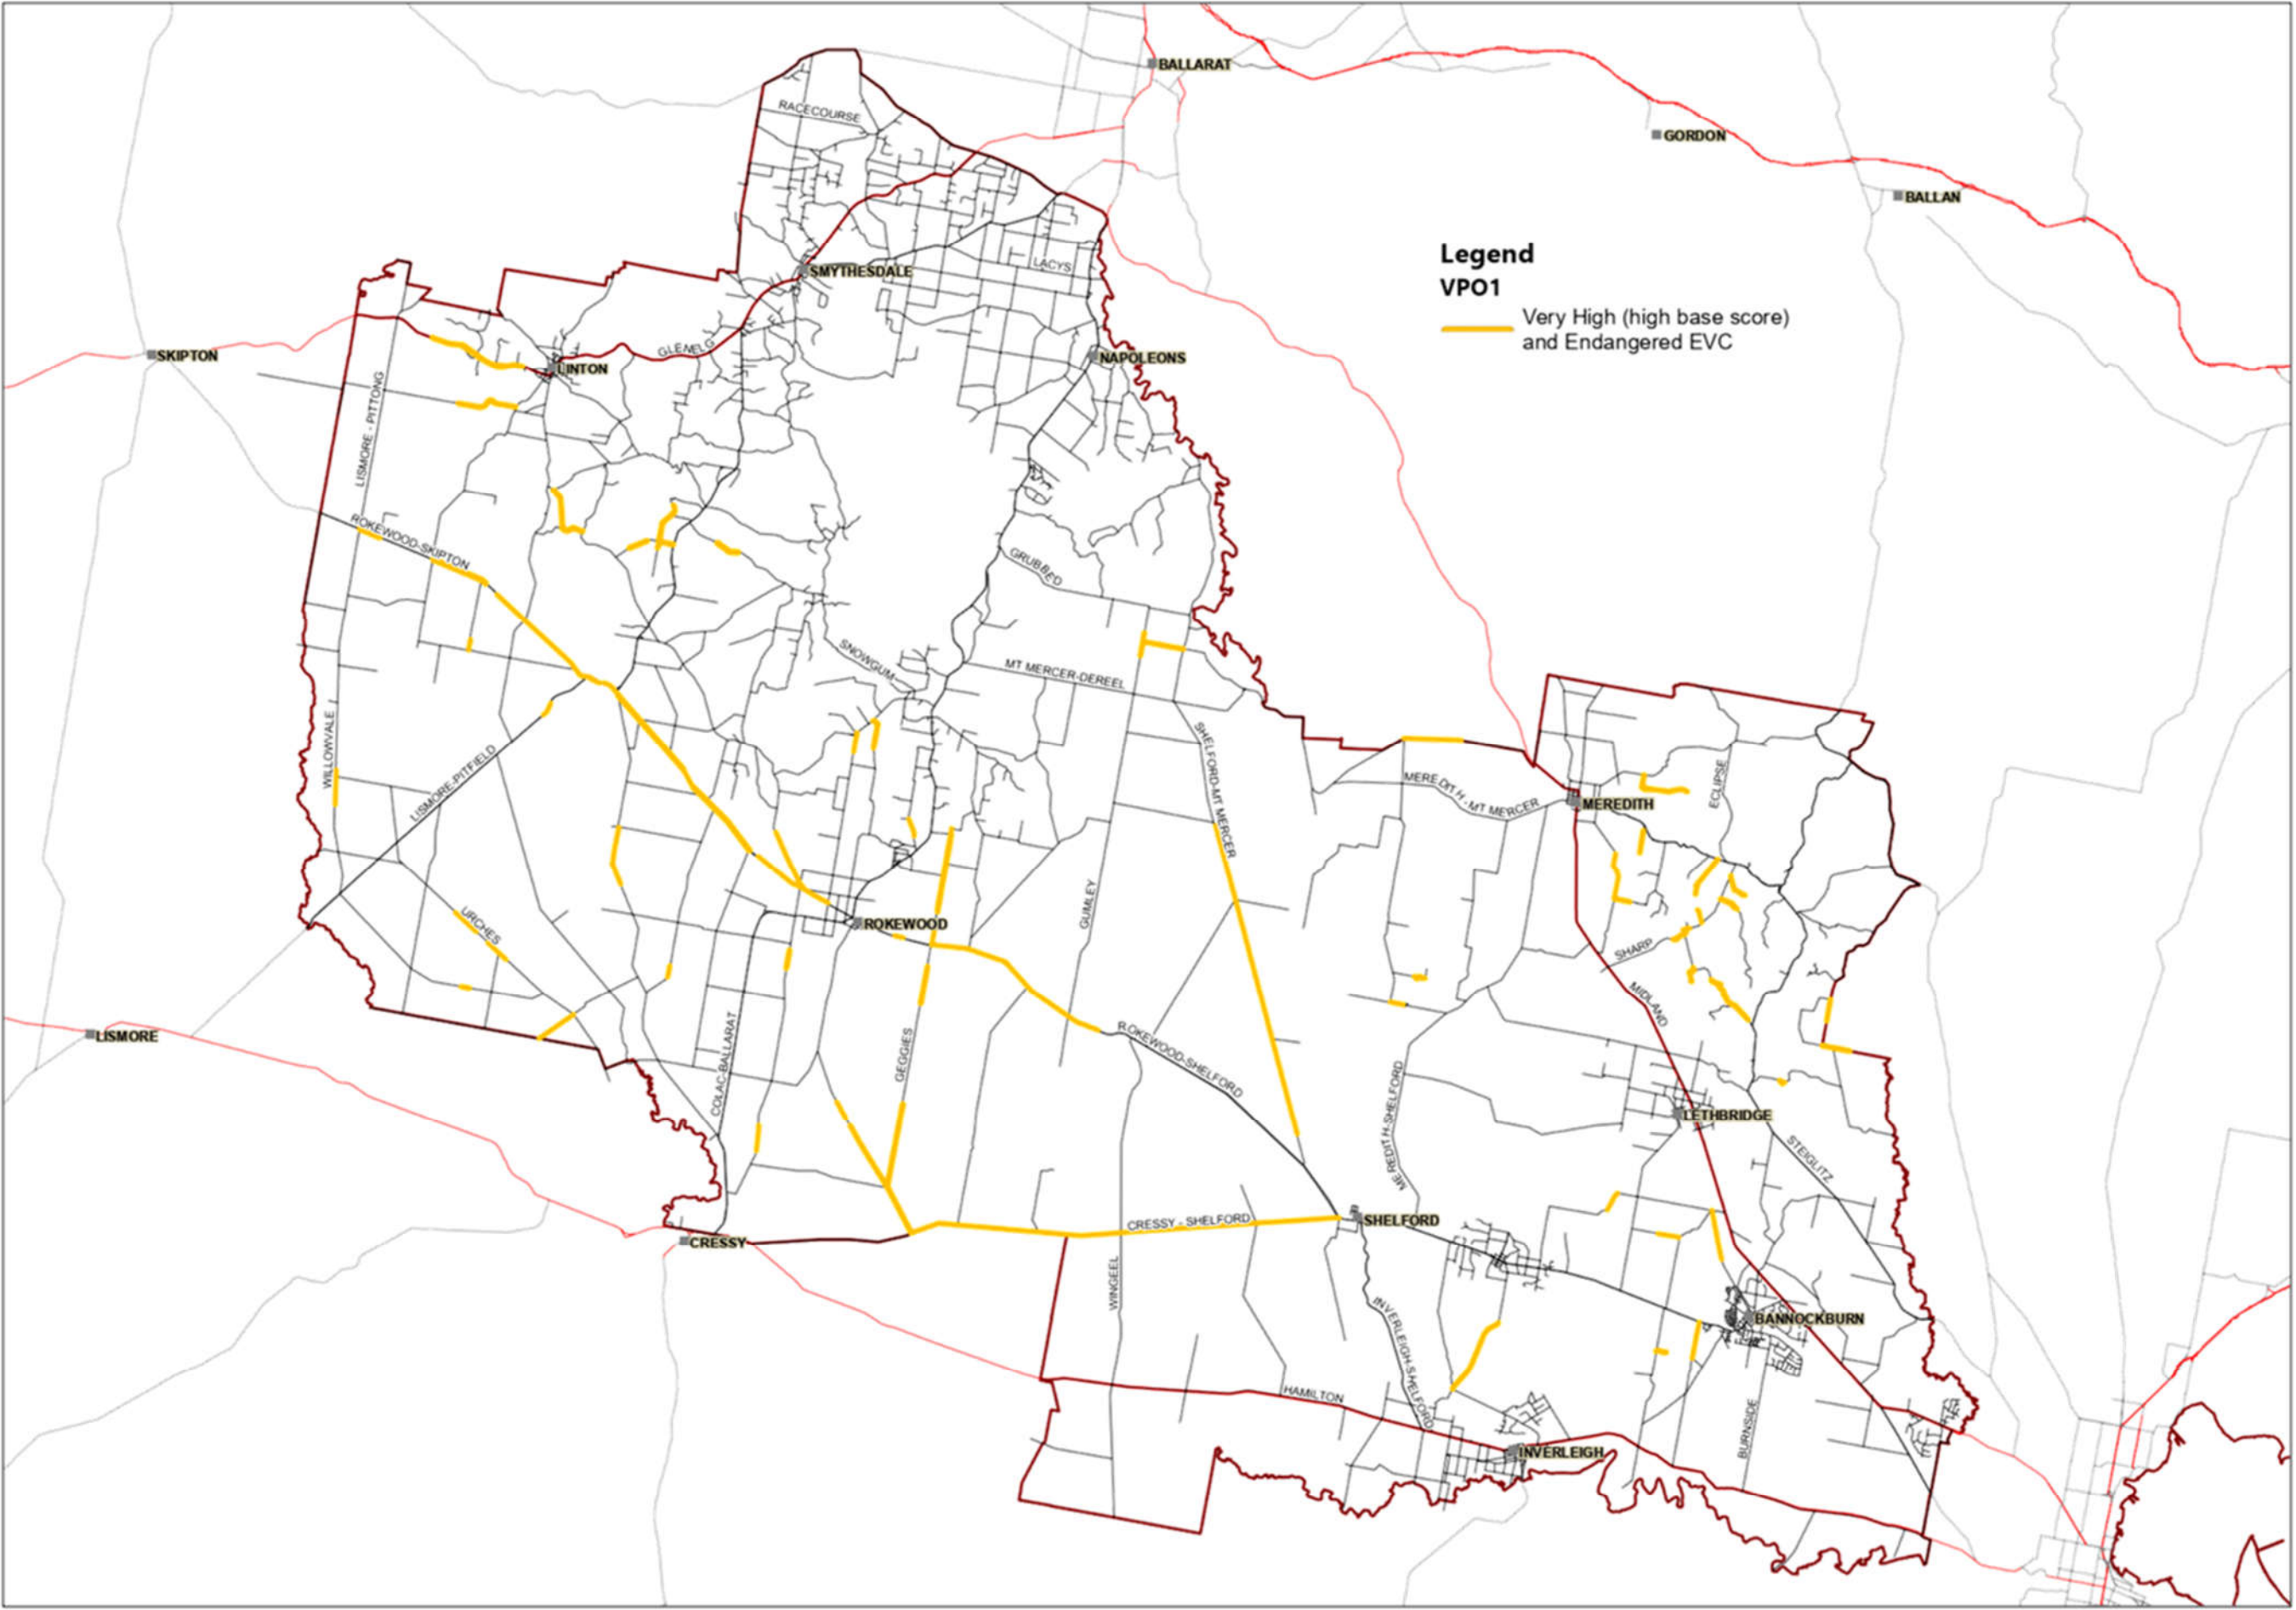 BALLARAT
RACECOURSE
GORDON
BALLAN
Legend
VPO1
Very High (high base score)
and Endangered EVC
LACYS
SMYTHESDALE
GLENELG
SKIPTON
LINTON
NAPOLEONS
LISMORE - PITTONG
ROKEWOOD-SKIPTON
GRUBBED
SNOWGUM
MT MERCER-DEREEL
WILLOWVALE
LISMORE-PITFIELD
SHELFORD-MT MERCER
MEREDITH - MT MERCER
ECLIPSE
MEREDITH
URCHES
ROKEWOOD
GUMLEY
SHARP
MIDLAND
LISMORE
COLAC-BALLARAT
GEGGIES
ROKEWOOD-SHELFORD
MEREDITH-SHELFORD
LETHBRIDGE
STEIGLITZ
CRESSY - SHELFORD
SHELFORD
CRESSY
WINGEEL
INVERLEIGH-SHELFORD
BANNOCKBURN
HAMILTON
BURNSIDE
INVERLEIGH